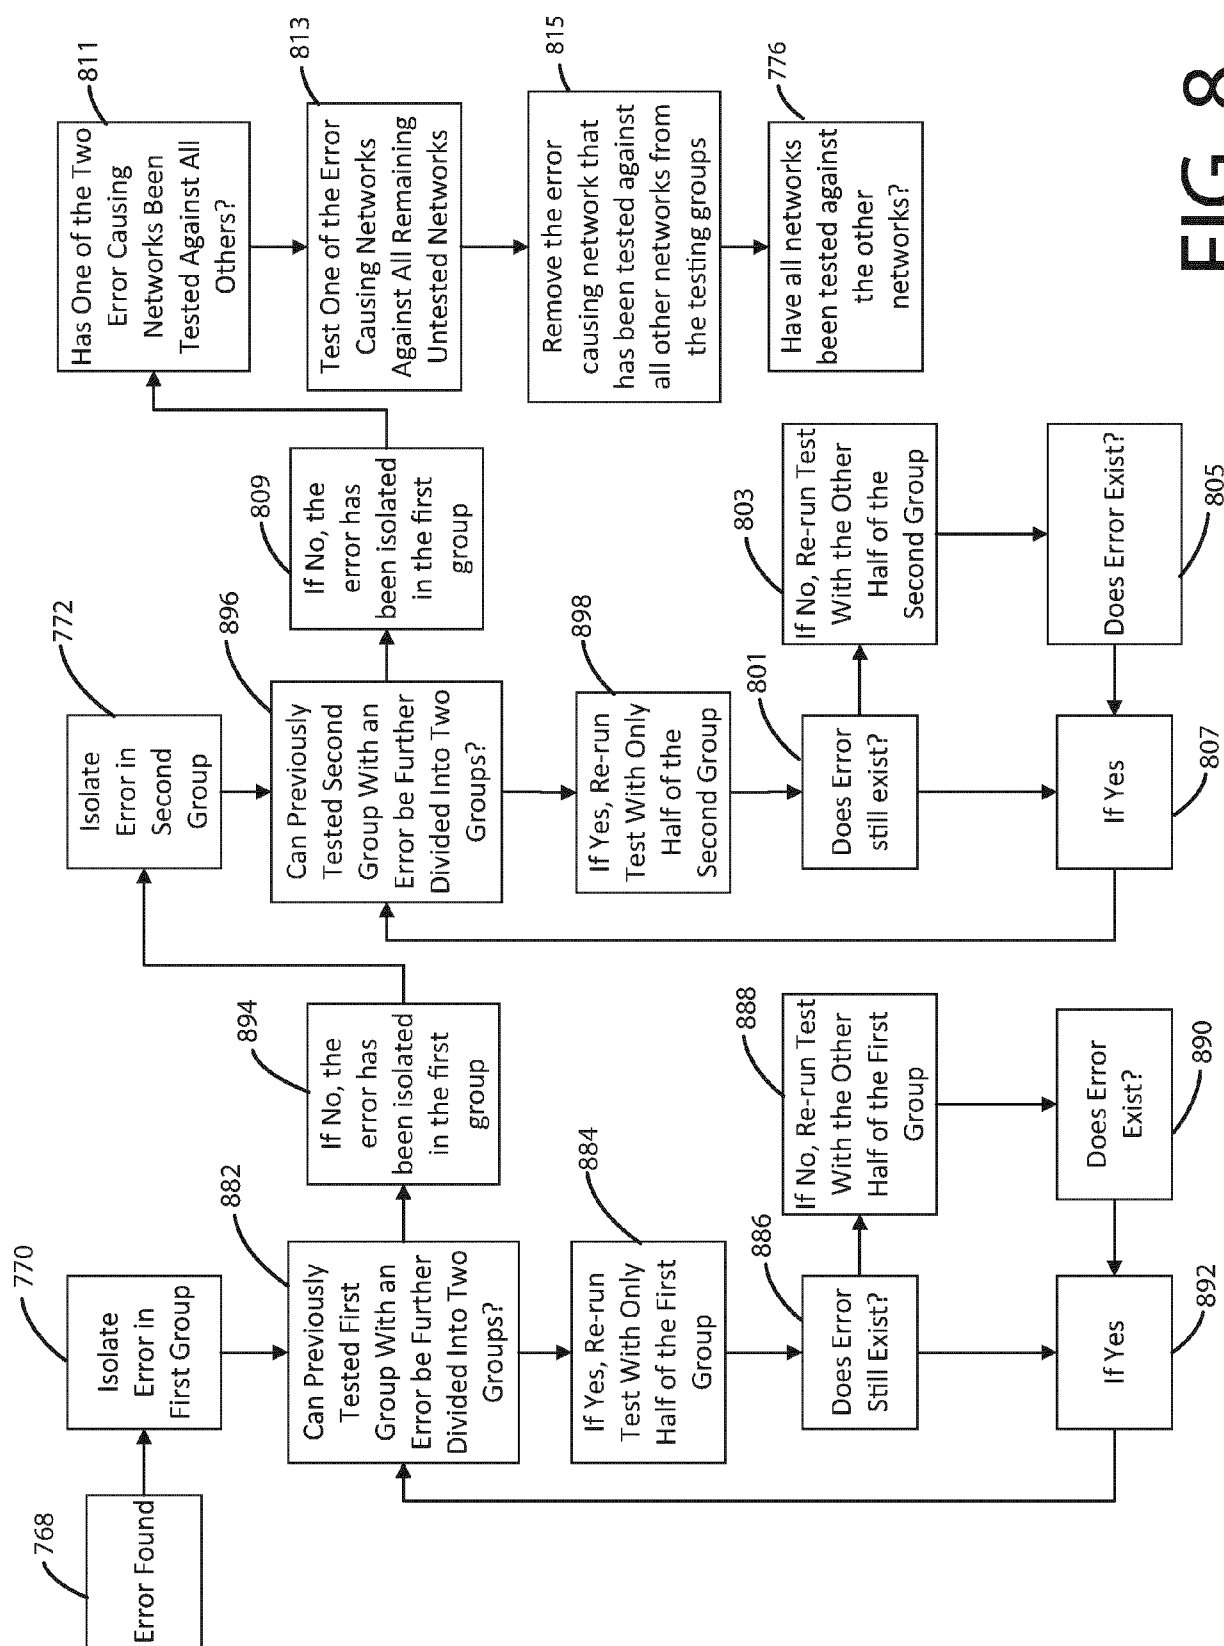 768
Error Found
770
Isolate
Error in
First Group
882
Can Previously
Tested First
Group With an
Error be Further
Divided Into Two
Groups?
884
If Yes, Re-run
Test With Only
Half of the First
Group
886
Does Error
Still Exist?
888
If No, Re-run Test
With the Other
Half of the First
Group
890
Does Error
Exist?
892
If Yes
894
If No, the
error has
been isolated
in the first
group
772
Isolate
Error in
Second
Group
896
Can Previously
Tested Second
Group With an
Error be Further
Divided Into Two
Groups?
898
If Yes, Re-run
Test With Only
Half of the
Second Group
801
Does Error
still exist?
803
If No, Re-run Test
With the Other
Half of the
Second Group
805
Does Error Exist?
807
If Yes
809
If No, the
error has
been isolated
in the first
group
811
Has One of the Two
Error Causing
Networks Been
Tested Against All
Others?
813
Test One of the Error
Causing Networks
Against All Remaining
Untested Networks
815
Remove the error
causing network that
has been tested against
all other networks from
the testing groups
776
Have all networks
been tested against
the other
networks?
FIG. 8